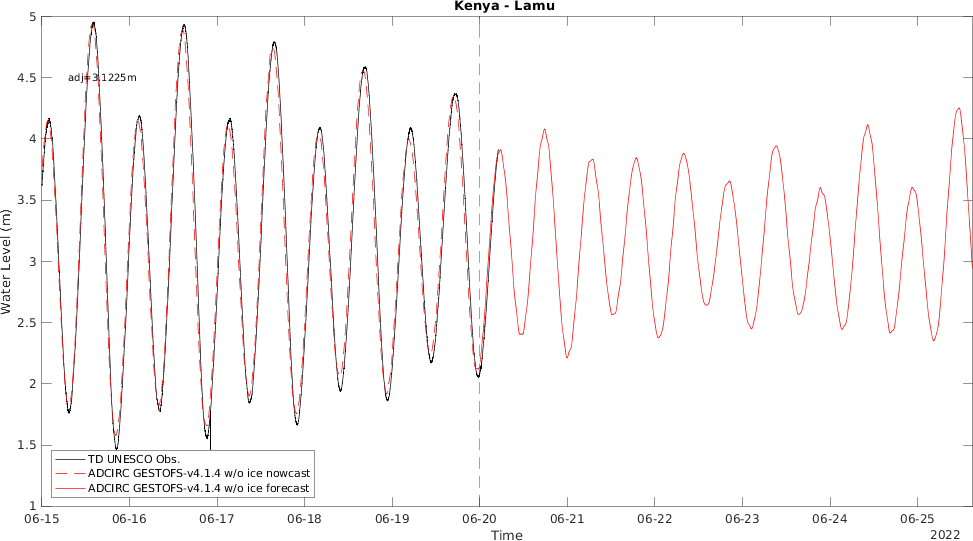 Kenya - Lamu
5
adj=3.1225m
4.5
4
3.5
3
2.5
2
1.5
1
Water Level (m)
TD UNESCO Obs.
ADCIRC GESTOFS-v4.1.4 w/o ice nowcast
ADCIRC GESTOFS-v4.1.4 w/o ice forecast
06-15 06-16 06-17 06-18 06-19 06-20 06-21 06-22 06-23 06-24 06-25
Time
2022